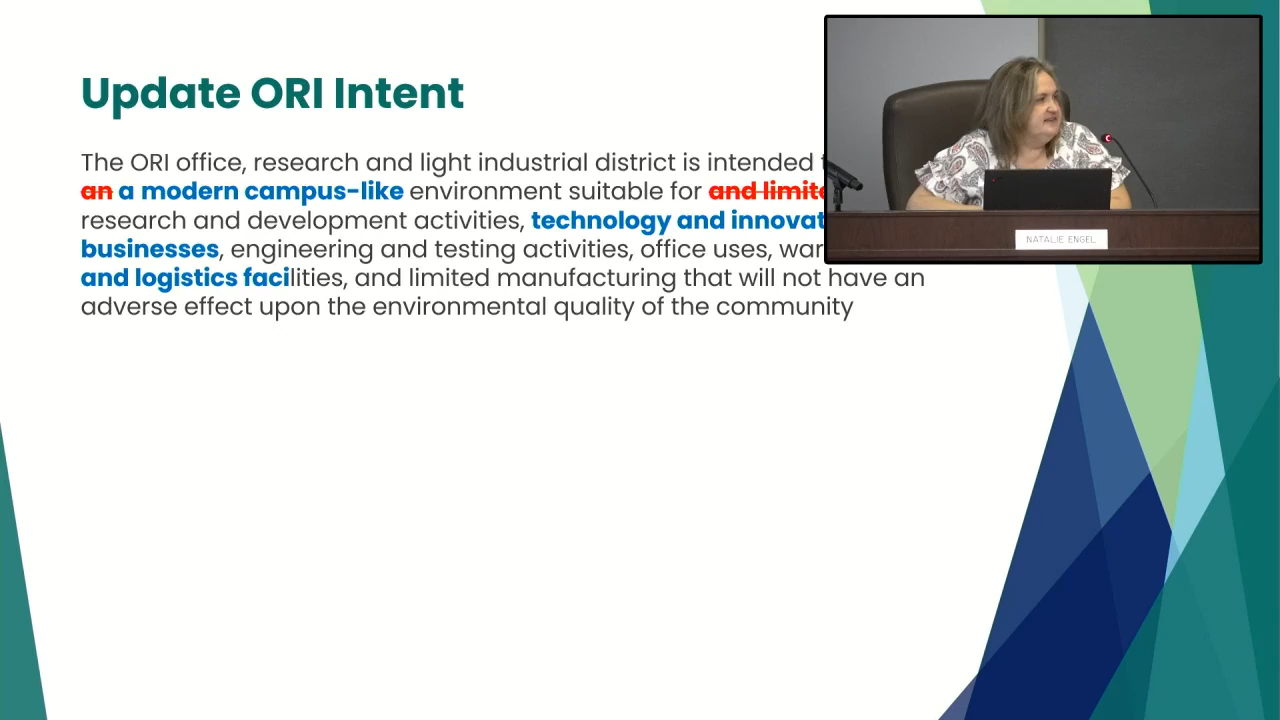 Update ORI Intent
The ORI office, research and light industrial district is intended
an a modern campus-like environment suitable for and
research and development activities, technology and
businesses, engineering and testing activities, office uses,
and logistics facilities, and limited manufacturing that will not have an
adverse effect upon the environmental quality of the community
NATALIE ENGEL